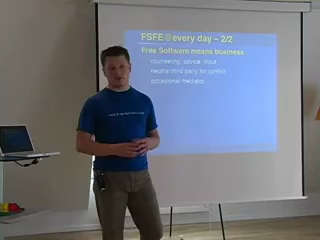 FSFE@every day – 2/2
Free Software means business
counseling, advice, input
neutral third party for conflict
occasional mediator